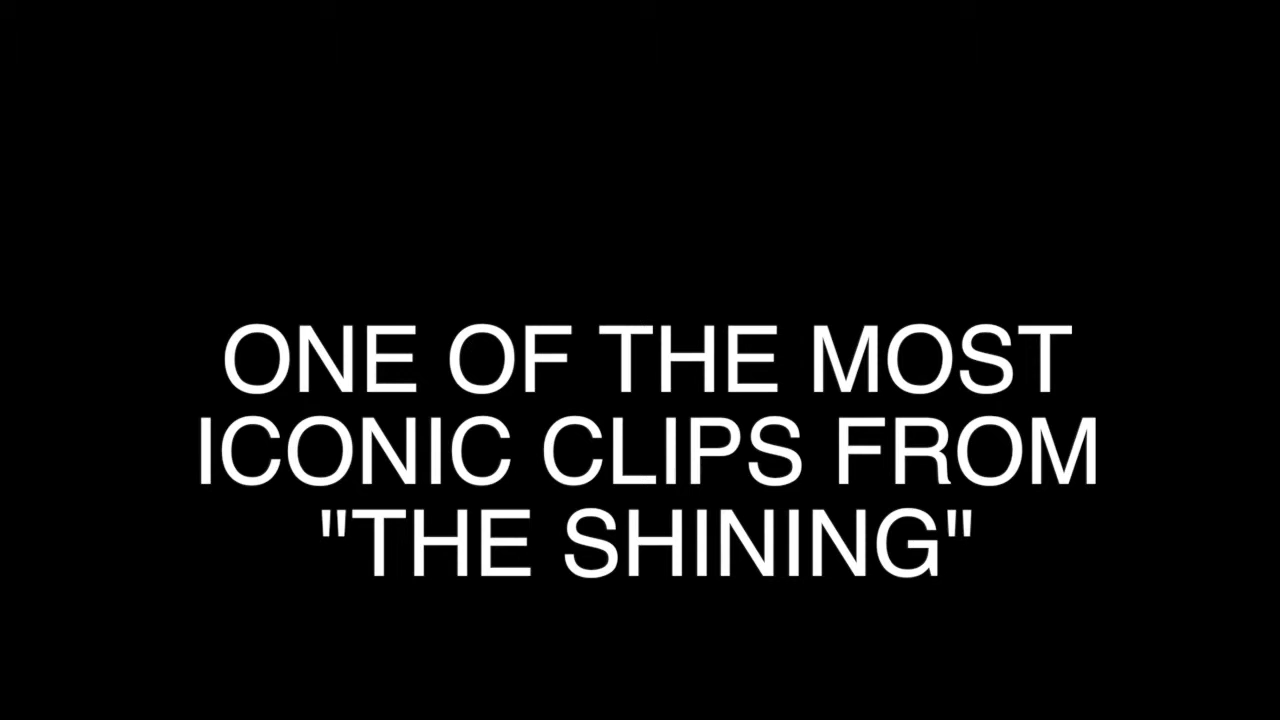 ONE OF THE MOST
ICONIC CLIPS FROM
"THE SHINING"